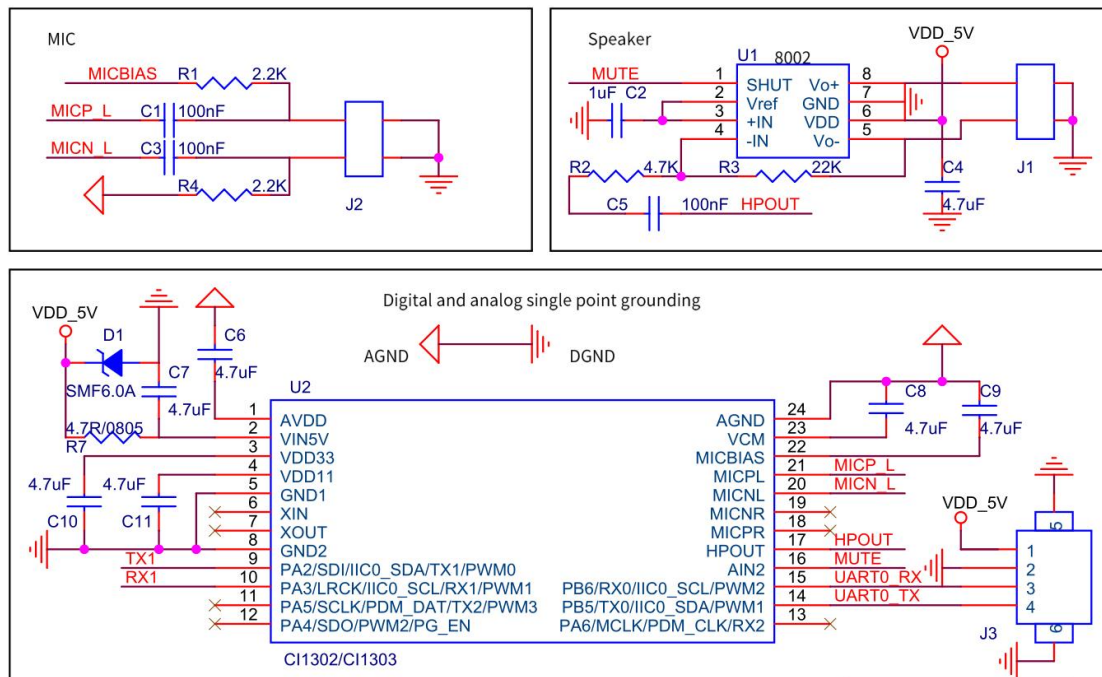 MIC
MICBIAS R1 2.2K
MICP_L C1 100nF
MICN_L C3 100nF
R4 2.2K
J2
Speaker
VDD_5V
U1 8002
MUTE 1 SHUT Vo+ 8
1uF C2 2 Vref GND 7
3 +IN VDD 6
4 -IN Vo- 5
R2 4.7K R3 22K C4 J1
C5 100nF HPOUT 4.7uF
Digital and analog single point grounding
VDD_5V
D1 C6
AGND DGND
SMF6.0A C7 4.7uF
4.7uF U2
4.7R/0805
R7
C8 C9
4.7uF 4.7uF
1 AVDD AGND 24
2 VIN5V VCM 23
3 VDD33 MICBIAS 22
4 VDD11 MICPL 21 MICP_L
5 GND1 MICNL 20 MICN_L
6 XIN MICNR 19
7 XOUT MICPR 18
8 GND2 HPOUT 17 HPOUT
TX1 9 PA2/SDI/IIC0_SDA/TX1/PWM0 AIN2 16 MUTE
RX1 10 PA3/LRCK/IIC0_SCL/RX1/PWM1 PB6/RX0/IIC0_SCL/PWM2 15 UART0_RX
11 PA5/SCLK/PDM_DAT/TX2/PWM3 PB5/TX0/IIC0_SDA/PWM1 14 UART0_TX
12 PA4/SDO/PWM2/PG_EN PA6/MCLK/PDM_CLK/RX2 13
4.7uF 4.7uF
C10 C11
CI1302/CI1303
VDD_5V
5
1
2
3
4
6
J3